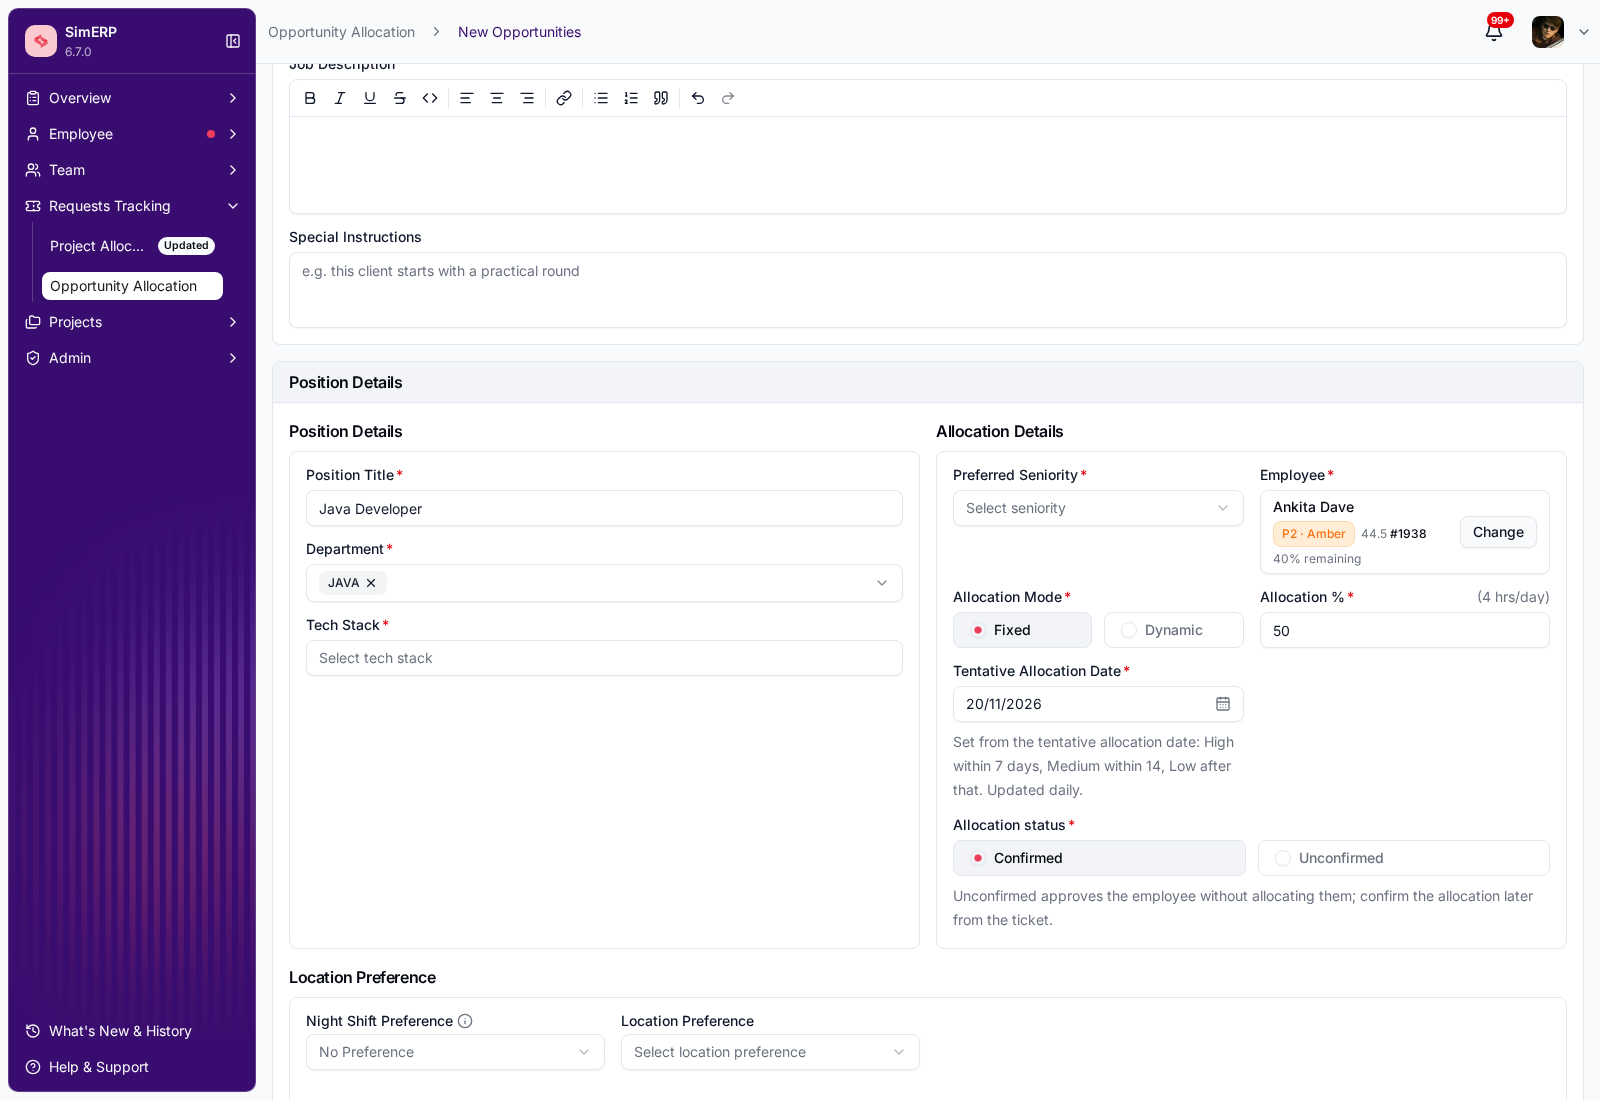 SimERP
6.7.0
Overview
Employee
Team
Requests Tracking
Project Alloc... Updated
Opportunity Allocation
Projects
Admin
What's New & History
Help & Support
Opportunity Allocation > New Opportunities
99+
Job Description
Special Instructions
e.g. this client starts with a practical round
Position Details
Position Details
Position Title*
Java Developer
Department*
JAVA
Tech Stack*
Select tech stack
Allocation Details
Preferred Seniority*
Select seniority
Employee*
Ankita Dave
P2 · Amber 44.5 #1938
40% remaining
Change
Allocation Mode*
Fixed
Dynamic
Allocation %* (4 hrs/day)
50
Tentative Allocation Date*
20/11/2026
Set from the tentative allocation date: High
within 7 days, Medium within 14, Low after
that. Updated daily.
Allocation status*
Confirmed
Unconfirmed
Unconfirmed approves the employee without allocating them; confirm the allocation later
from the ticket.
Location Preference
Night Shift Preference
No Preference
Location Preference
Select location preference